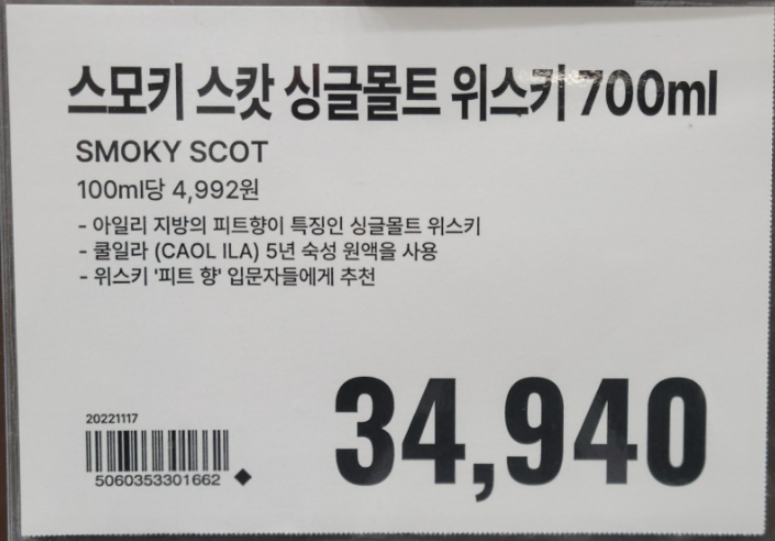 스모키 스캇 싱글몰트 위스키 700ml
SMOKY SCOT
100ml당 4,992원
- 아일리 지방의 피트향이 특징인 싱글몰트 위스키
- 쿨일라 (CAOL ILA) 5년 숙성 원액을 사용
- 위스키 '피트 향' 입문자들에게 추천
34,940
20221117
5060353301662